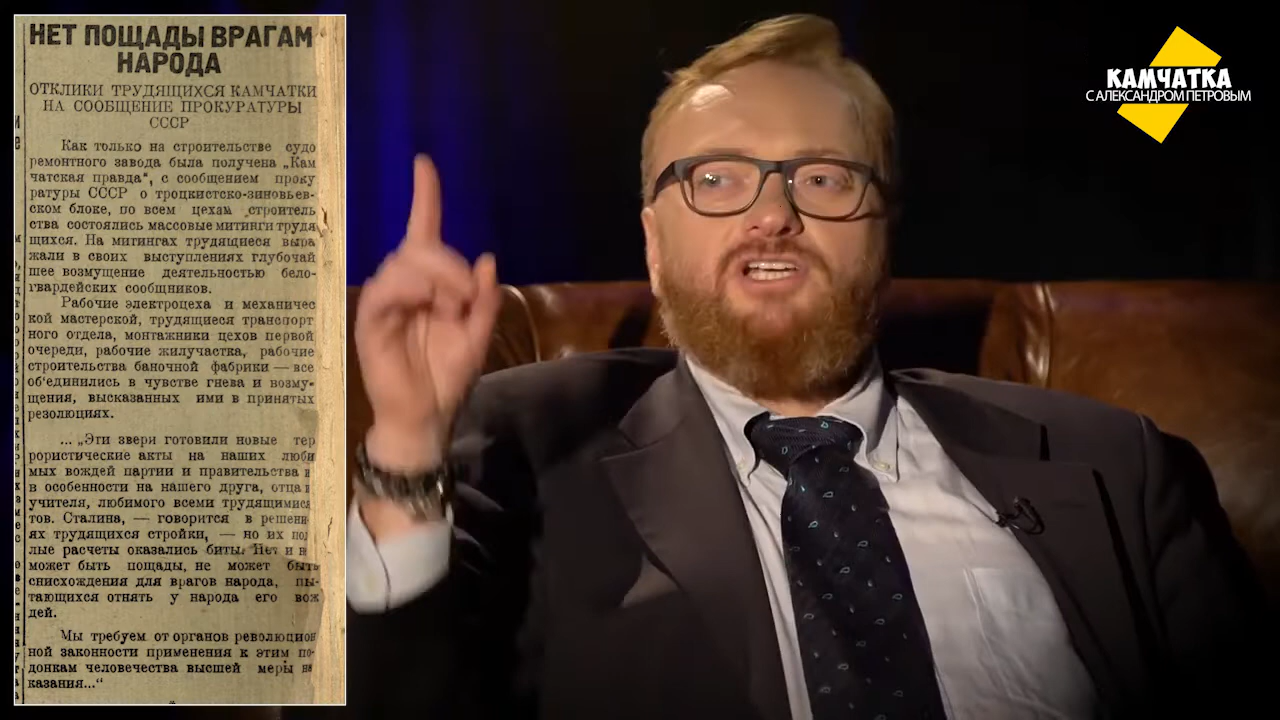 НЕТ ПОЩАДЫ ВРАГАМ
НАРОДА
ОТКЛИКИ ТРУДЯЩИХСЯ КАМЧАТКИ
НА СООБЩЕНИЕ ПРОКУРАТУРЫ
СССР
Как только на строительстве судо
ремонтного завода была получена „Кам
чатская правда", с сообщением проку
ратуры СССР о троцкистско-зиновьев-
ском блоке, по всем цехам строитель
ства состоялись массовые митинги трудя
щихся. На митингах трудящиеся выра
жали в своих выступлениях глубочай
шее возмущение деятельностью бело-
гвардейских сообщников.
Рабочие электроцеха и механичес
кой мастерской, трудящиеся транспорт
ного отдела, монтажники цехов первой
очереди, рабочие жилучастка, рабочие
строительства баночной фабрики — все
об'единились в чувстве гнева и возму-
щения, высказанных ими в принятых
резолюциях.
... „Эти звери готовили новые тер
рористические акты на наших люби
мых вождей партии и правительства и
в особенности на нашего друга, отца и
учителя, любимого всеми трудящимися
тов. Сталина, — говорится в решени
ях трудящихся стройки, — но их под
лые расчеты оказались биты. Нет и не
может быть пощады, не может быть
снисхождения для врагов народа, пы-
тающихся отнять у народа его вож
дей.
Мы требуем от органов революцион
ной законности применения к этим по-
донкам человечества высшей меры на
казания..."
КАМЧАТКА
С АЛЕКСАНДРОМ ПЕТРОВЫМ